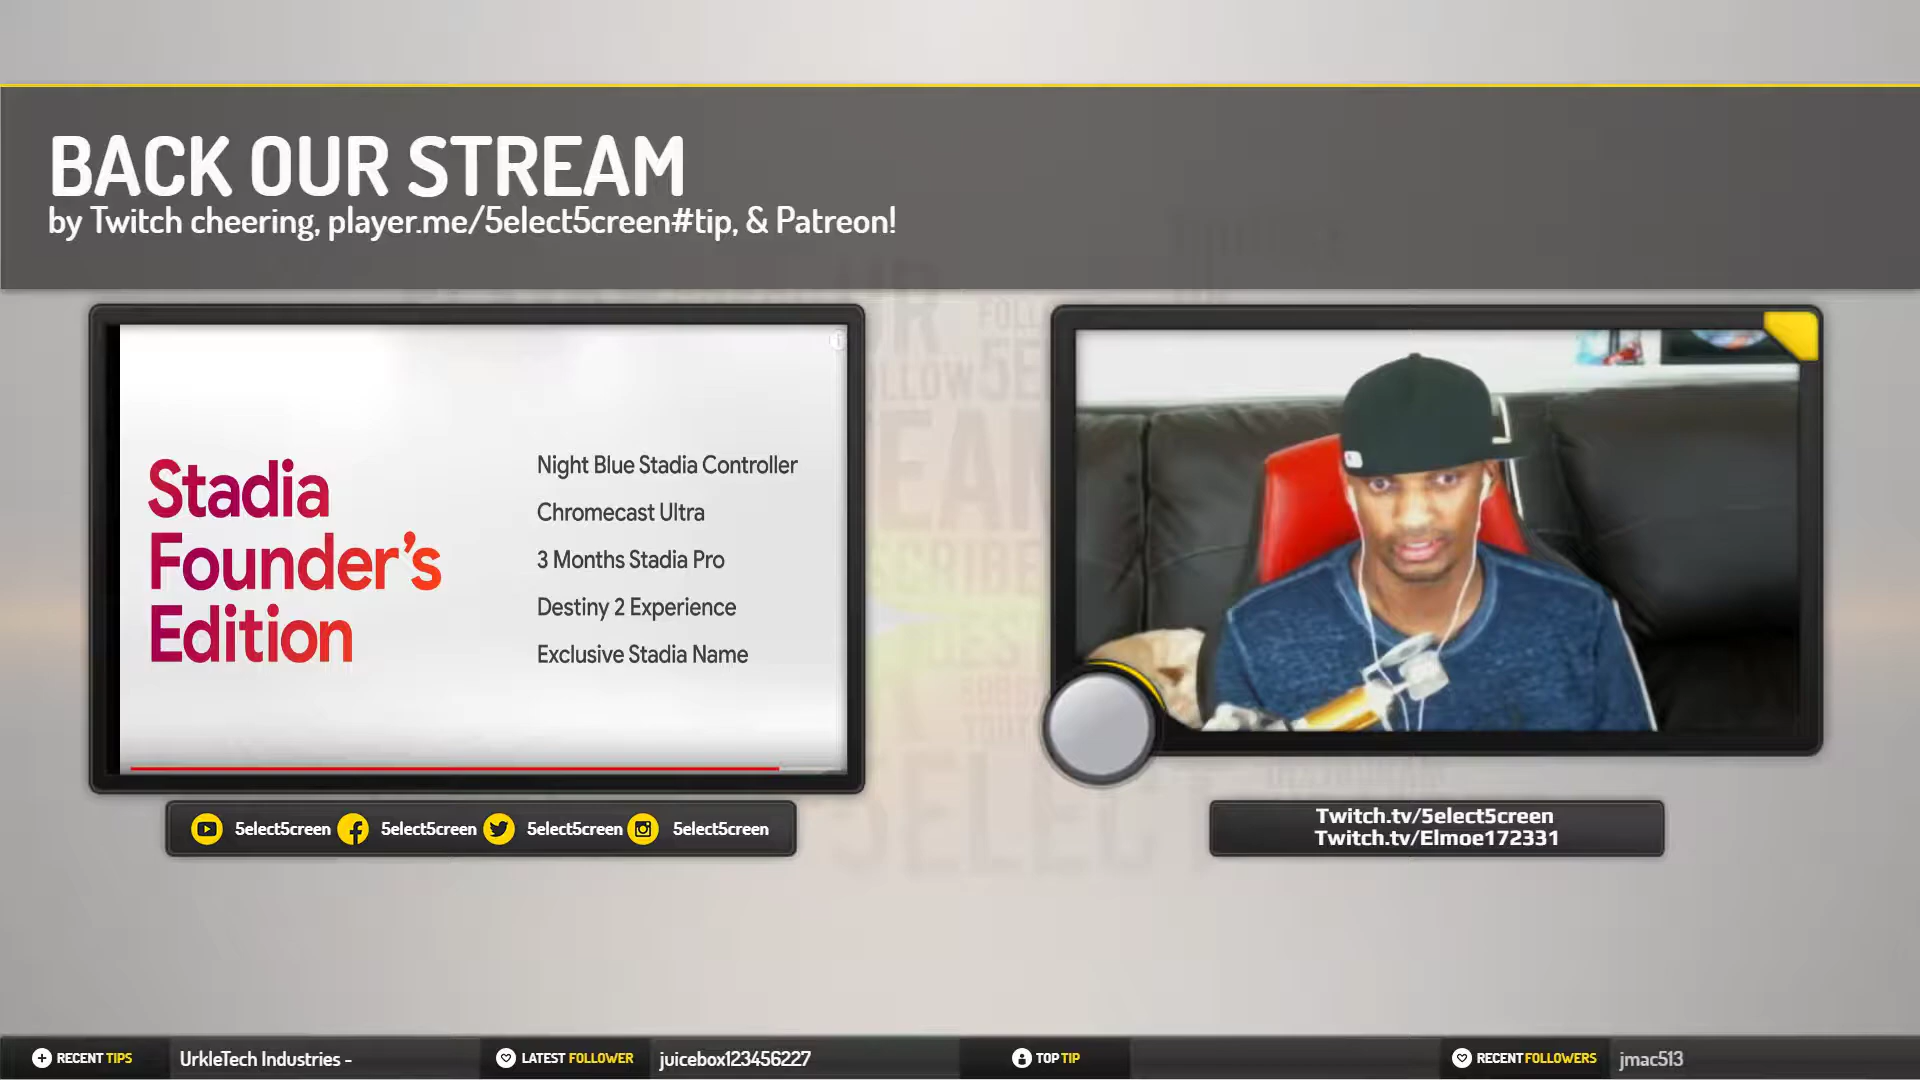 BACK OUR STREAM
by Twitch cheering, player.me/5elect5creen#tip, & Patreon!
Stadia
Founder's
Edition
Night Blue Stadia Controller
Chromecast Ultra
3 Months Stadia Pro
Destiny 2 Experience
Exclusive Stadia Name
5elect5creen 5elect5creen 5elect5creen 5elect5creen
Twitch.tv/5elect5creen
Twitch.tv/Elmoe172331
RECENT TIPS UrkleTech Industries - LATEST FOLLOWER juicebox123456227 TOP TIP RECENT FOLLOWERS jmac513